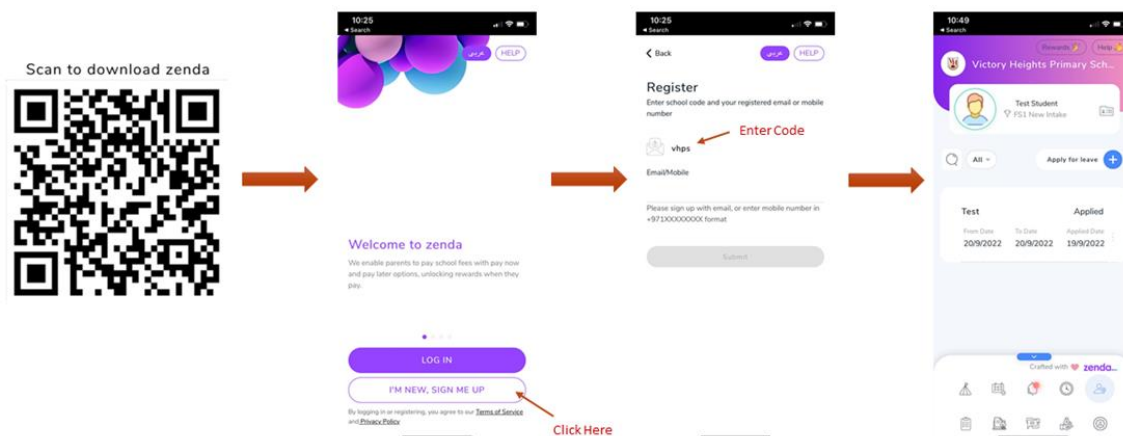 Scan to download zenda
10:25
Search
عربي
HELP
Welcome to zenda
We enable parents to pay school fees with pay now
and pay later options, unlocking rewards when they
pay.
LOG IN
I'M NEW, SIGN ME UP
By logging in or registering, you agree to our Terms of Service
and Privacy Policy
Click Here
10:25
Search
Back
عربي
HELP
Register
Enter school code and your registered email or mobile
number
vhps
Enter Code
Email/Mobile
Please sign up with email, or enter mobile number in
+971XXXXXXXX format
Submit
10:49
Search
Rewards
Help
Victory Heights Primary Sch...
Test Student
FS1 New Intake
All
Apply for leave
Test Applied
From Date To Date Applied Date
20/9/2022 20/9/2022 19/9/2022
Crafted with zenda...